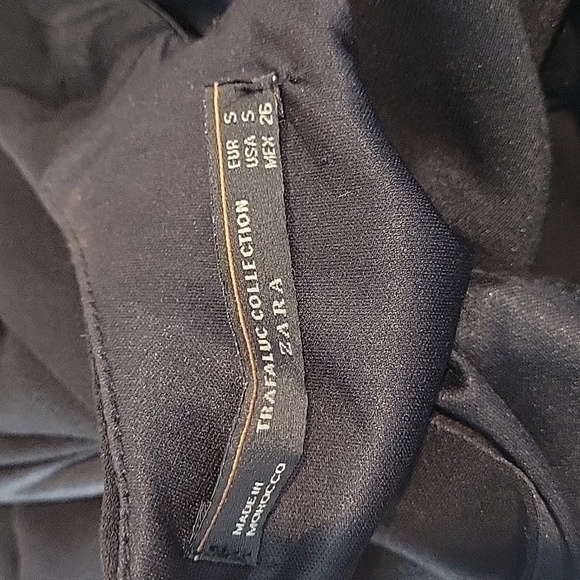 MADE IN
MOROCCO
TRAFALUC COLLECTION
ZARA
EUR S
USA S
MEX 26